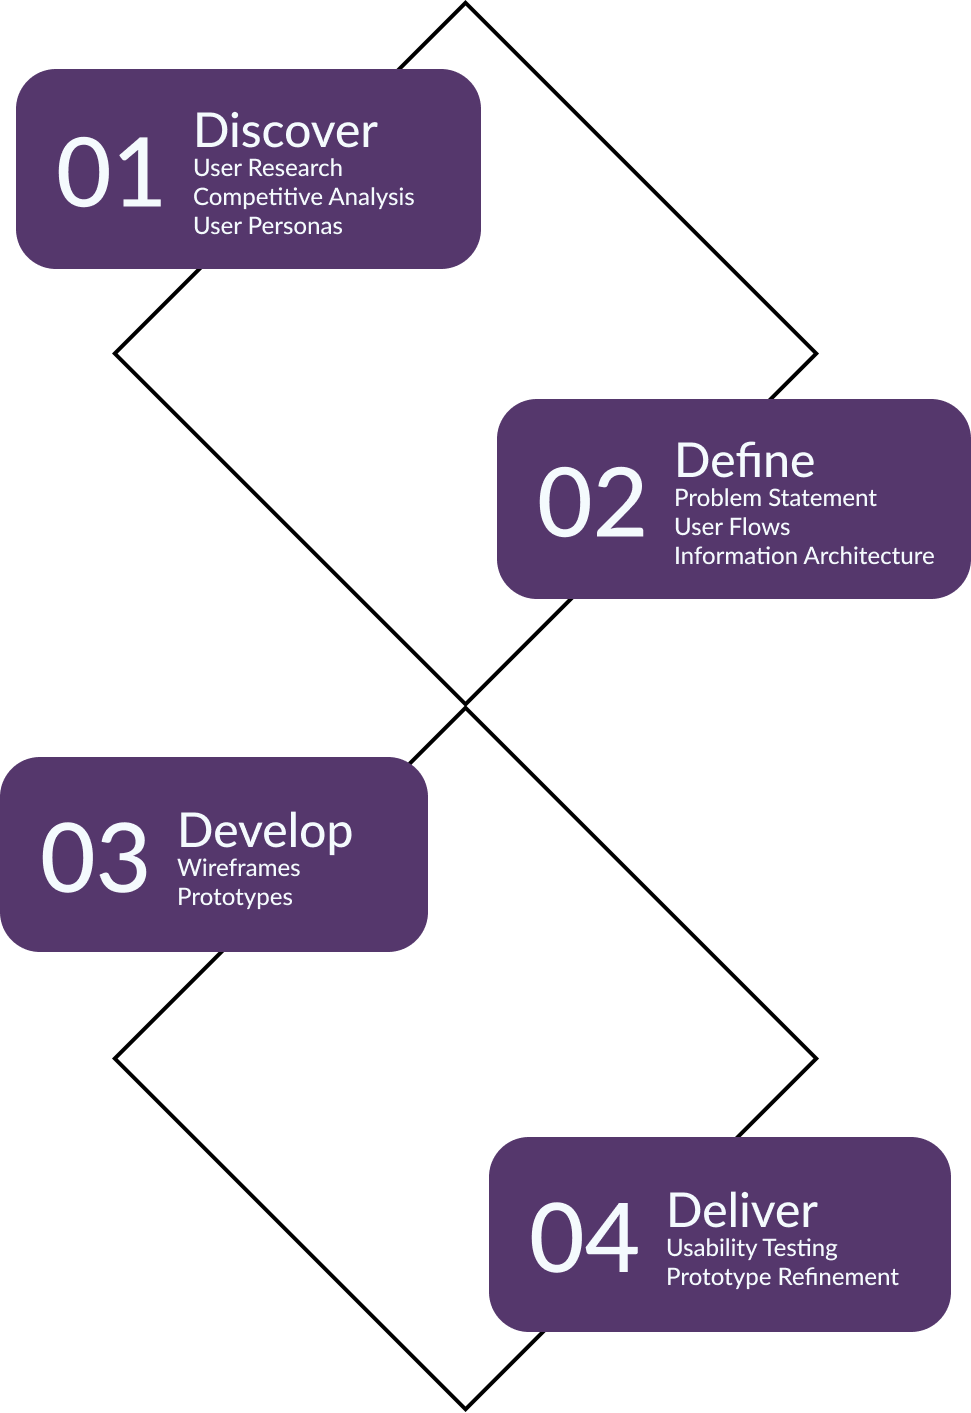 01
Discover
User Research
Competitive Analysis
User Personas
02
Define
Problem Statement
User Flows
Information Architecture
03
Develop
Wireframes
Prototypes
04
Deliver
Usability Testing
Prototype Refinement